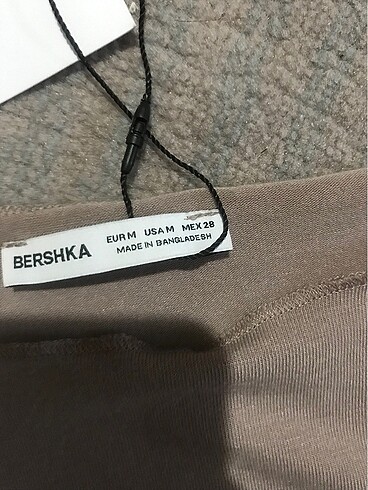 BERSHKA
EUR M USA M MEX 28
MADE IN BANGLADESH